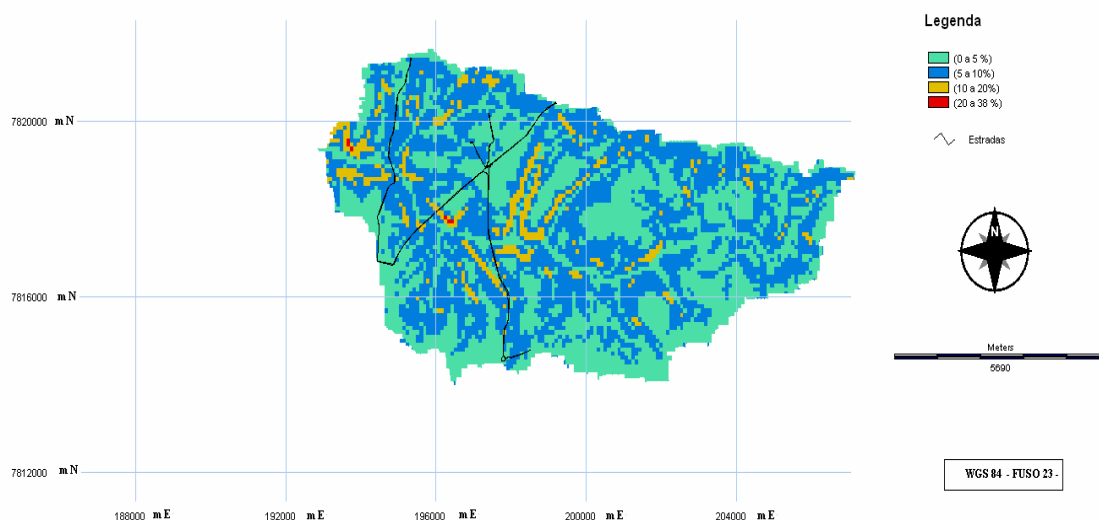 Legenda
(0 a 5 %)
(5 a 10%)
(10 a 20%)
(20 a 38 %)
Estradas
7820000 m N
7816000 m N
7812000 m N
N
Meters
5690
WGS 84 - FUSO 23 -
188000 m E
192000 m E
196000 m E
200000 m E
204000 m E